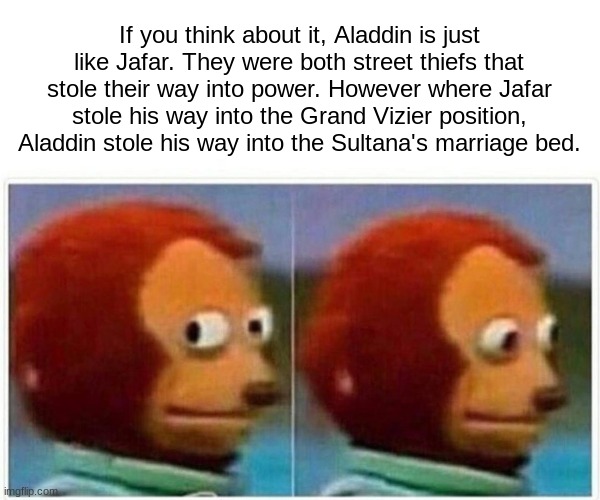 If you think about it, Aladdin is just
like Jafar. They were both street thiefs that
stole their way into power. However where Jafar
stole his way into the Grand Vizier position,
Aladdin stole his way into the Sultana's marriage bed.
imgflip.com